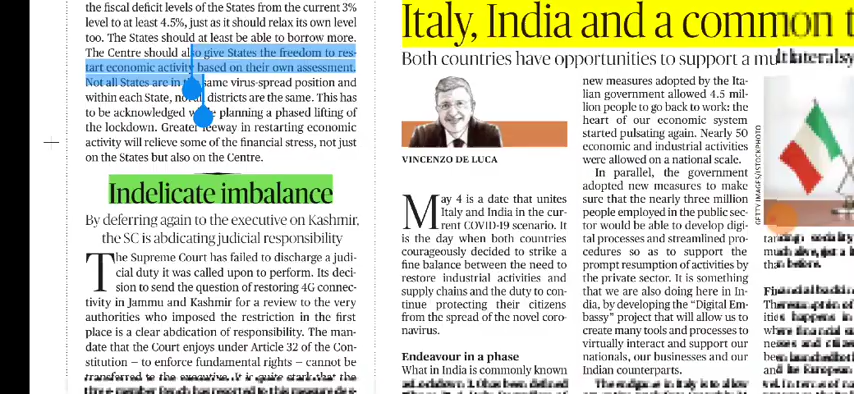 the fiscal deficit levels of the States from the current 3%
level to at least 4.5%, just as it should relax its own level
too. The States should at least be able to borrow more.
The Centre should also give States the freedom to res-
tart economic activity based on their own assessment.
Not all States are in same virus-spread position and
within each State, districts are the same. This has
to be acknowledged planning a phased lifting of
the lockdown. Greater leeway in restarting economic
activity will relieve some of the financial stress, not just
on the States but also on the Centre.
Indelicate imbalance
By deferring again to the executive on Kashmir,
the SC is abdicating judicial responsibility
The Supreme Court has failed to discharge a judi-
cial duty it was called upon to perform. Its deci-
sion to send the question of restoring 4G connec-
tivity in Jammu and Kashmir for a review to the very
authorities who imposed the restriction in the first
place is a clear abdication of responsibility. The man-
date that the Court enjoys under Article 32 of the Con-
stitution — to enforce fundamental rights — cannot be
transferred to the executive. It is quite stark that the
Italy, India and a common
Both countries have opportunities to support a
VINCENZO DE LUCA
May 4 is a date that unites
Italy and India in the cur-
rent COVID-19 scenario. It
is the day when both countries
courageously decided to strike a
fine balance between the need to
restore industrial activities and
supply chains and the duty to con-
tinue protecting their citizens
from the spread of the novel coro-
navirus.
Endeavour in a phase
What in India is commonly known
new measures adopted by the Ita-
lian government allowed 4.5 mil-
lion people to go back to work: the
heart of our economic system
started pulsating again. Nearly 50
economic and industrial activities
were allowed on a national scale.
In parallel, the government
adopted new measures to make
sure that the nearly three million
people employed in the public sec-
tor would be able to develop digi-
tal processes and streamlined pro-
cedures so as to support the
prompt resumption of activities by
the private sector. It is something
that we are also doing here in In-
dia, by developing the “Digital Em-
bassy” project that will allow us to
create many tools and processes to
virtually interact and support our
nationals, our businesses and our
Indian counterparts.
GETTY IMAGES/ISTOCKPHOTO